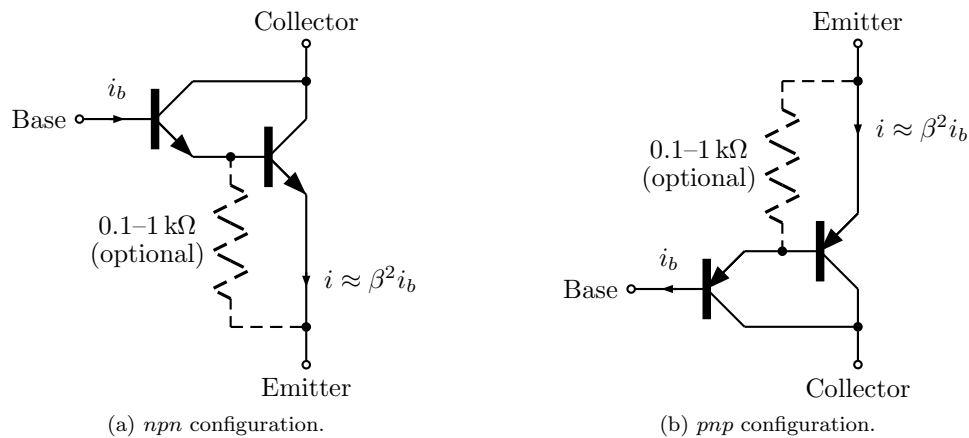 Collector
i_b
Base
0.1–1 kΩ
(optional)
i ≈ β²i_b
Emitter
(a) npn configuration.
Emitter
i ≈ β²i_b
0.1–1 kΩ
(optional)
i_b
Base
Collector
(b) pnp configuration.